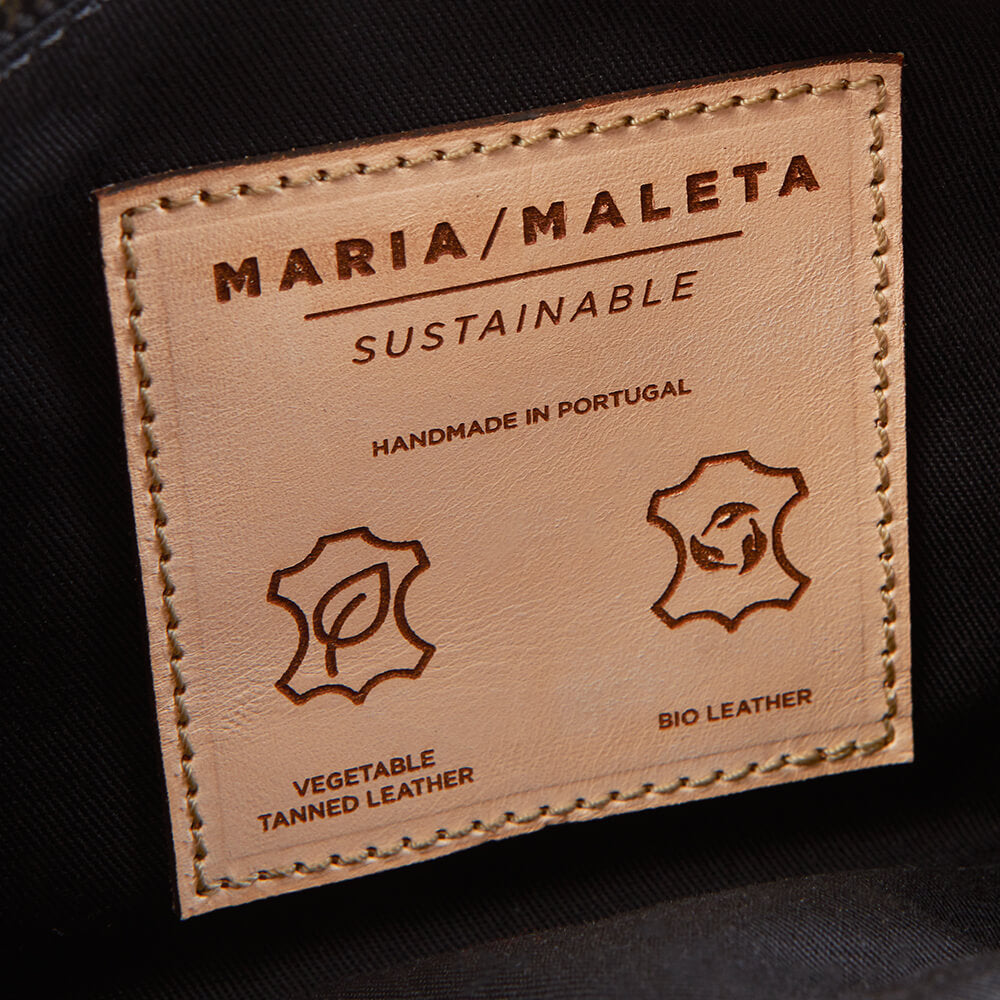 MARIA/MALETA
SUSTAINABLE
HANDMADE IN PORTUGAL
VEGETABLE
TANNED LEATHER
BIO LEATHER